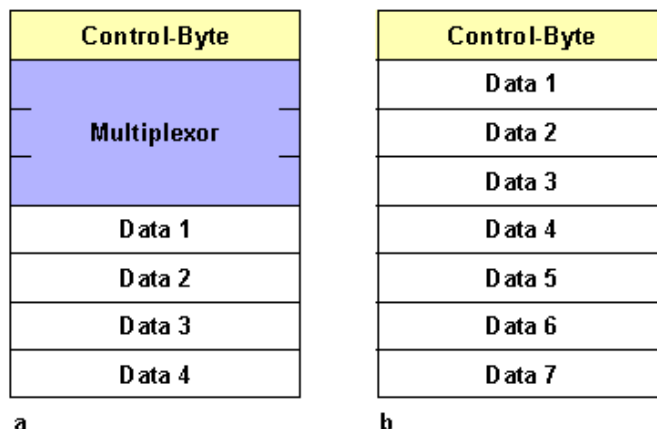 Control-Byte
Multiplexor
Data 1
Data 2
Data 3
Data 4
a
Control-Byte
Data 1
Data 2
Data 3
Data 4
Data 5
Data 6
Data 7
b